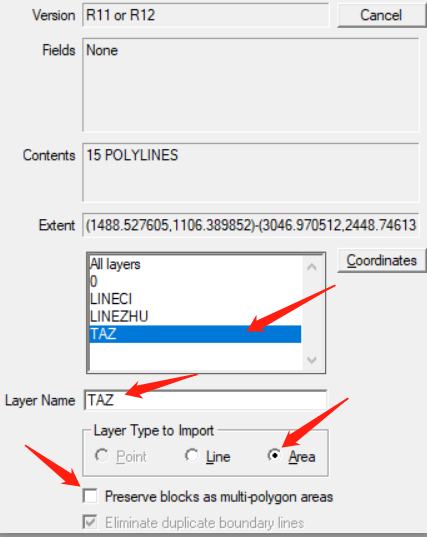 Version R11 or R12 Cancel
Fields None
Contents 15 POLYLINES
Extent (1488.527605,1106.389852)-(3046.970512,2448.74613
All layers Coordinates
0
LINECI
LINEZHU
TAZ
Layer Name TAZ
Layer Type to Import
Point Line Area
Preserve blocks as multi-polygon areas
Eliminate duplicate boundary lines